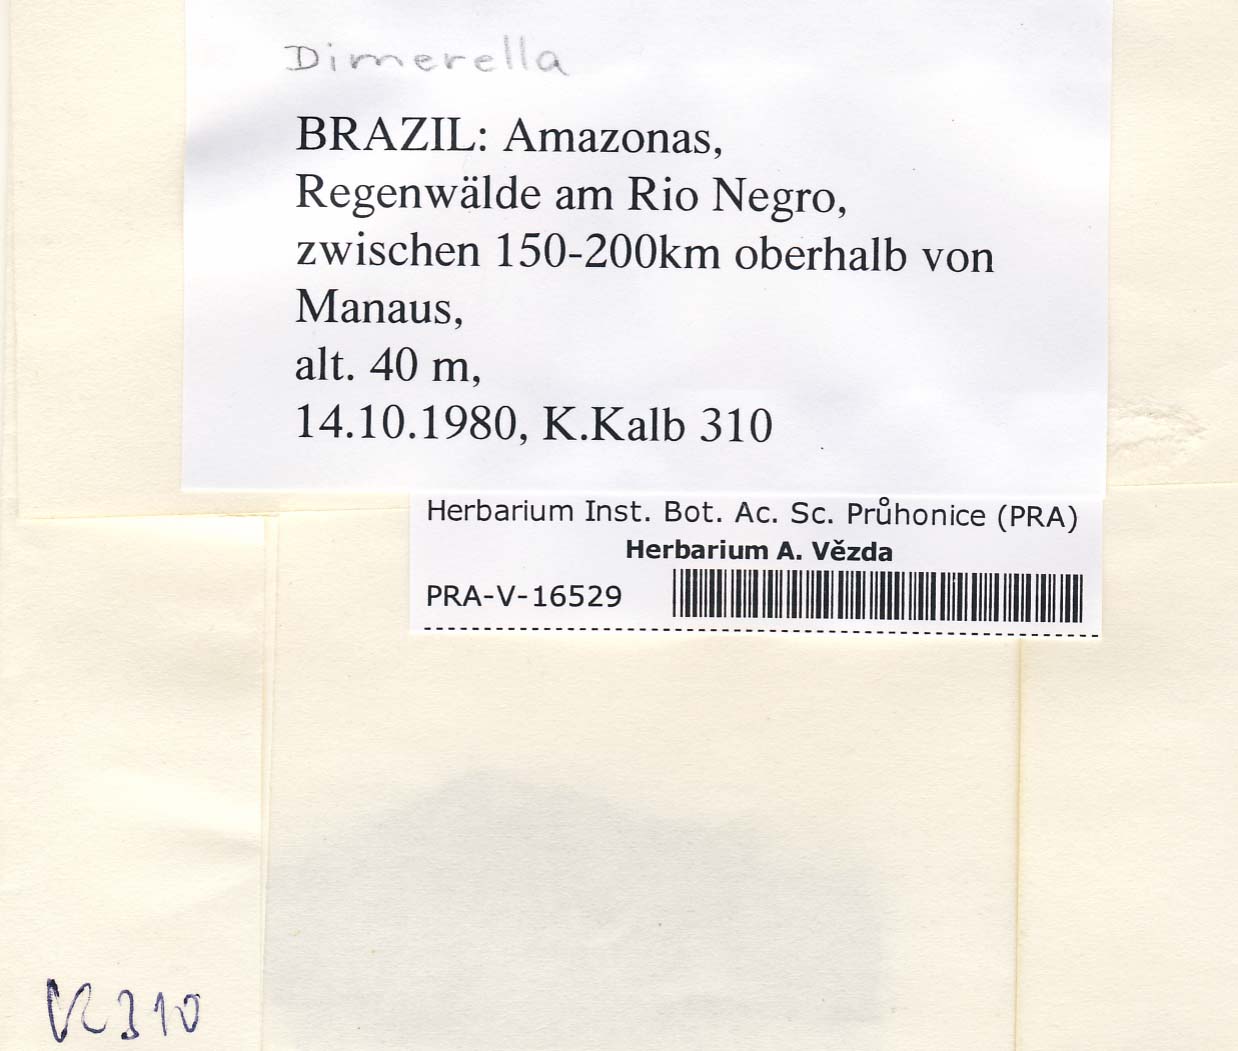 Dimerella
BRAZIL: Amazonas,
Regenwälde am Rio Negro,
zwischen 150-200km oberhalb von
Manaus,
alt. 40 m,
14.10.1980, K.Kalb 310
Herbarium Inst. Bot. Ac. Sc. Průhonice (PRA)
Herbarium A. Vězda
PRA-V-16529
K 310